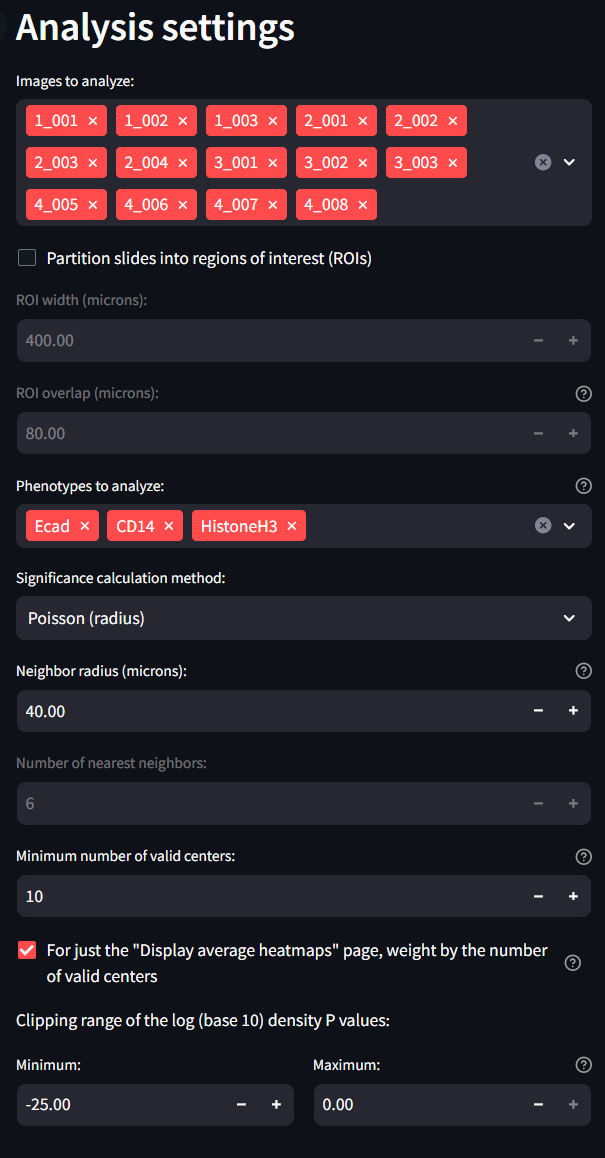 Analysis settings
Images to analyze:
1_001 × 1_002 × 1_003 × 2_001 × 2_002 ×
2_003 × 2_004 × 3_001 × 3_002 × 3_003 ×
4_005 × 4_006 × 4_007 × 4_008 ×
Partition slides into regions of interest (ROIs)
ROI width (microns):
400.00 − +
ROI overlap (microns): ?
80.00 − +
Phenotypes to analyze: ?
Ecad × CD14 × HistoneH3 ×
Significance calculation method:
Poisson (radius)
Neighbor radius (microns): ?
40.00 − +
Number of nearest neighbors:
6 − +
Minimum number of valid centers: ?
10 − +
For just the "Display average heatmaps" page, weight by the number ?
of valid centers
Clipping range of the log (base 10) density P values:
Minimum: Maximum: ?
-25.00 − + 0.00 − +